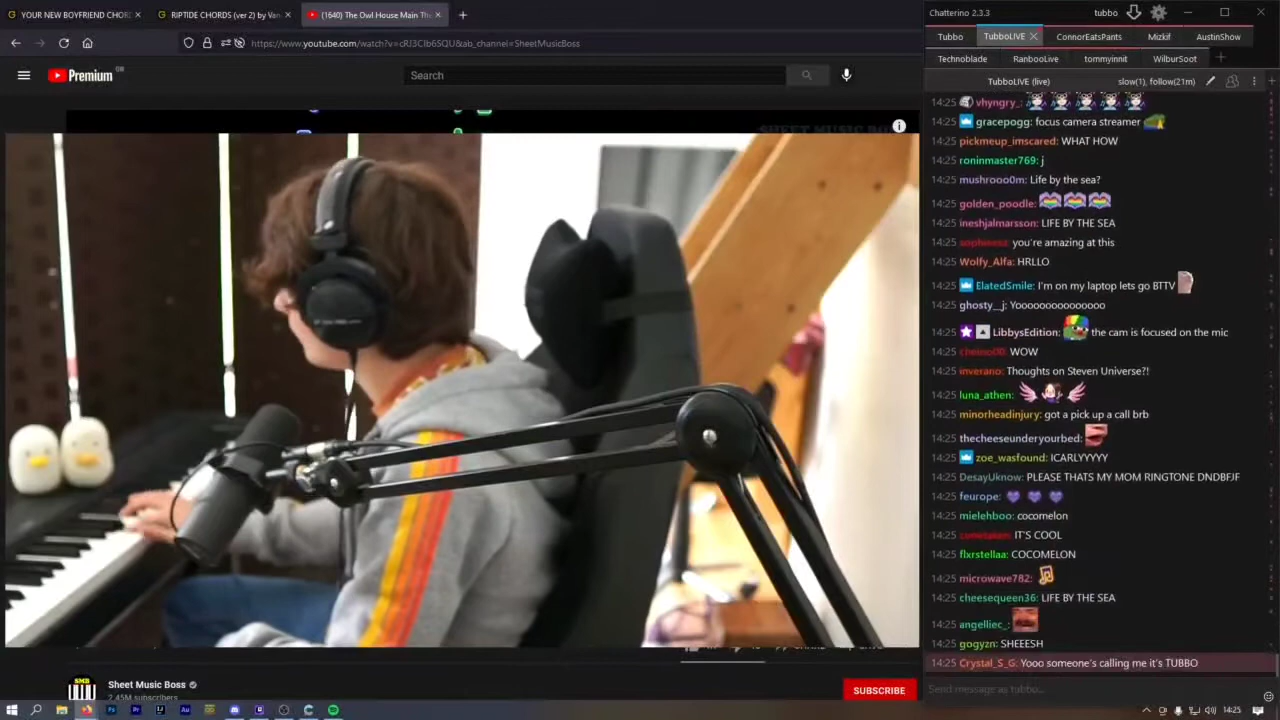 YOUR NEW BOYFRIEND CHORD
RIPTIDE CHORDS (ver 2) by Van
(1640) The Owl House Main The
Chatterino 2.3.3
tubbo
https://www.youtube.com/watch?v=cRJ3CIb6SQU&ab_channel=SheetMusicBoss
Tubbo
TubboLIVE
ConnorEatsPants
Mizkif
AustinShow
Technoblade
RanbooLive
tommyinnit
WilburSoot
Premium
GB
Search
TubboLIVE (live)
slow(1), follow(21m)
14:25 vhyngry_:
14:25 gracepogg: focus camera streamer
14:25 pickmeup_imscared: WHAT HOW
14:25 roninmaster769: j
14:25 mushrooo0m: Life by the sea?
14:25 golden_poodle:
14:25 ineshjalmarsson: LIFE BY THE SEA
14:25 you're amazing at this
14:25 Wolfy_Alfa: HRLLO
14:25 ElatedSmile: I'm on my laptop lets go BTTV
14:25 ghosty__j: Yooooooooooooooo
14:25 LibbysEdition: the cam is focused on the mic
14:25 WOW
14:25 inverano: Thoughts on Steven Universe?!
14:25 luna_athen:
14:25 minorheadinjury: got a pick up a call brb
14:25 thecheeseunderyourbed:
14:25 zoe_wasfound: ICARLYYYYY
14:25 DesayUknow: PLEASE THATS MY MOM RINGTONE DNDBFJF
14:25 feurope:
14:25 mielehboo: cocomelon
14:25 IT'S COOL
14:25 flxrstellaa: COCOMELON
14:25 microwave782:
14:25 cheesequeen36: LIFE BY THE SEA
14:25 angelliec_:
14:25 gogyzn: SHEEESH
14:25 Crystal_S_G: Yooo someone's calling me it's TUBBO
Send message as tubbo...
SMB
Sheet Music Boss
2.45M subscribers
SUBSCRIBE
14:25